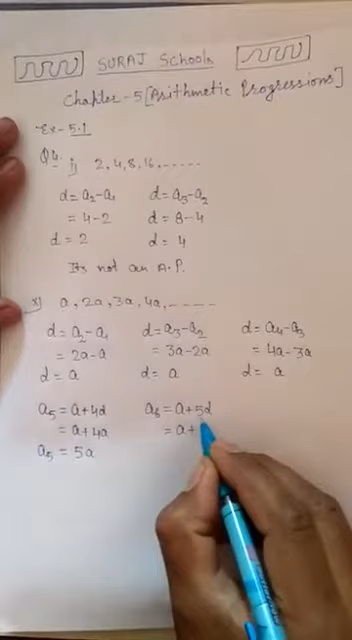 SURAJ Schools
Chapter-5[Arithmetic Progressions]
Ex-5.1
Q4. i) 2, 4, 8, 16, ......
d = a₂-a₁ d = a₃-a₂
= 4-2 d = 8-4
d = 2 d = 4
Its not an A.P.
x) a, 2a, 3a, 4a, ......
d = a₂-a₁ d = a₃-a₂ d = a₄-a₃
= 2a-a = 3a-2a = 4a-3a
d = a d = a d = a
a₅ = a+4d a₆ = a+5d
= a+4a = a+
a₅ = 5a